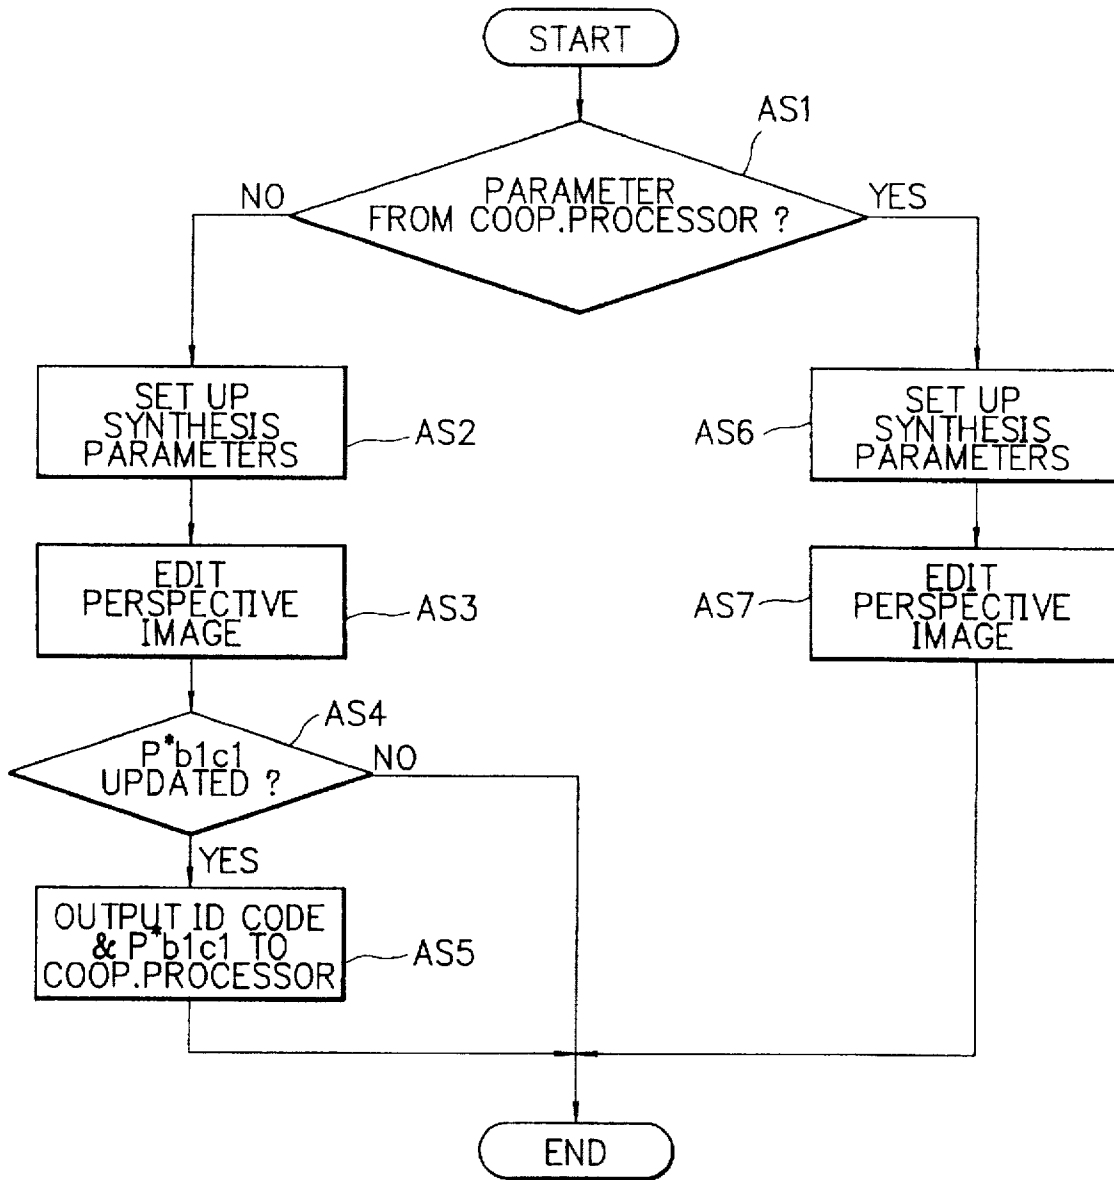 START
AS1
NO
PARAMETER
FROM COOP.PROCESSOR ?
YES
SET UP
SYNTHESIS
PARAMETERS
AS2
AS6
SET UP
SYNTHESIS
PARAMETERS
EDIT
PERSPECTIVE
IMAGE
AS3
AS7
EDIT
PERSPECTIVE
IMAGE
AS4
P*b1c1
UPDATED ?
NO
YES
OUTPUT ID CODE
& P*b1c1 TO
COOP.PROCESSOR
AS5
END